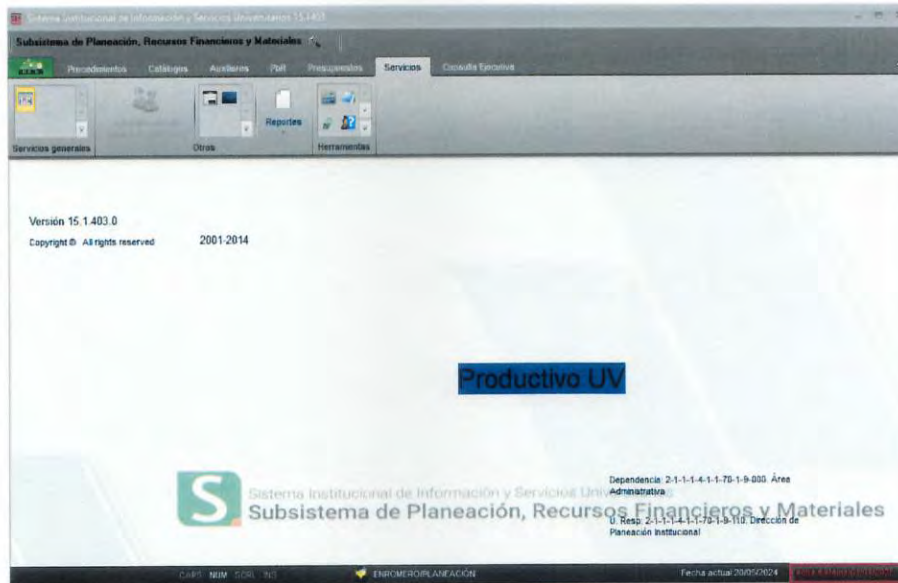 Sistema Institucional de Información y Servicios Universitarios 15.1.403
Subsistema de Planeación, Recursos Financieros y Materiales
Procedimientos Catálogos Auxiliares PbR Presupuestos Servicios Consulta Ejecutiva
Reportes
Servicios generales Otros Herramientas
Versión 15.1.403.0
Copyright © All rights reserved 2001-2014
Productivo UV
Dependencia: 2-1-1-1-4-1-1-70-1-9-000. Área
Administrativa
Sistema Institucional de Información y Servicios
Subsistema de Planeación, Recursos Financieros y Materiales
U. Resp: 2-1-1-1-4-1-1-70-1-9-110. Dirección de
Planeación Institucional
CAPS NUM SCRL INS ENROMERO/PLANEACIÓN Fecha actual 20/05/2024